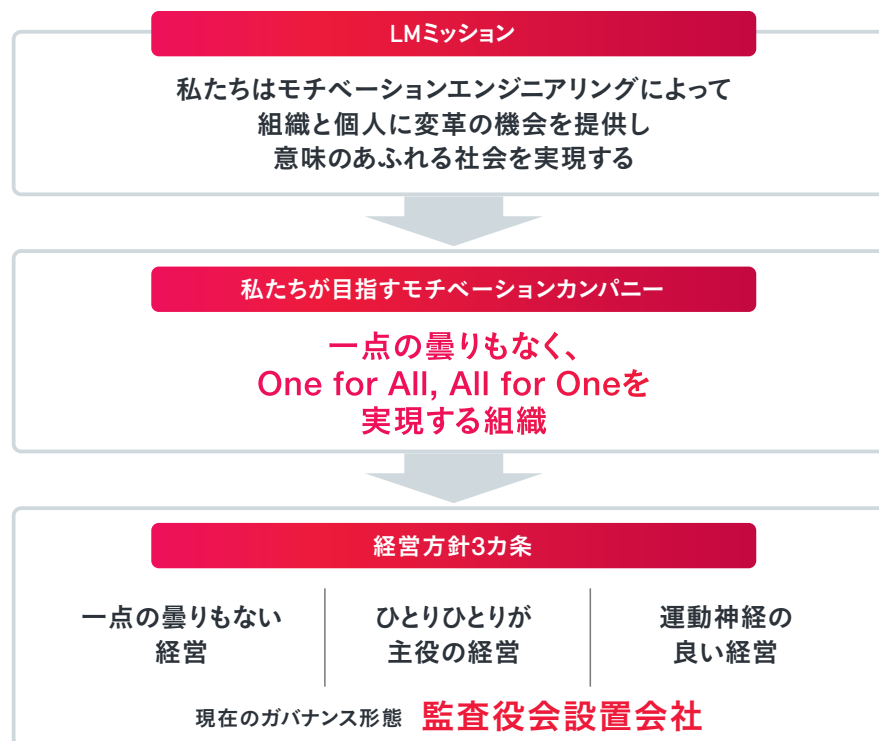 LMミッション
私たちはモチベーションエンジニアリングによって
組織と個人に変革の機会を提供し
意味のあふれる社会を実現する
私たちが目指すモチベーションカンパニー
一点の曇りもなく、
One for All, All for Oneを
実現する組織
経営方針3カ条
一点の曇りもない
経営
ひとりひとりが
主役の経営
運動神経の
良い経営
現在のガバナンス形態 監査役会設置会社